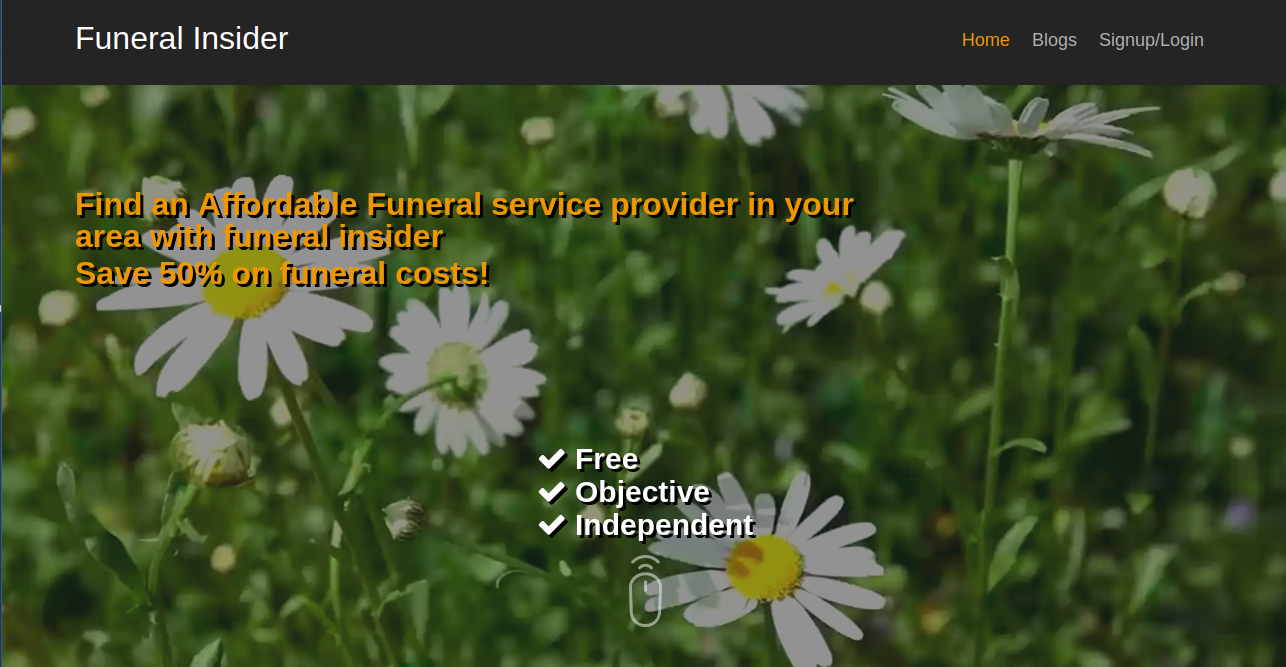 Funeral Insider
Home Blogs Signup/Login
Find an Affordable Funeral service provider in your
area with funeral insider
Save 50% on funeral costs!
Free
Objective
Independent